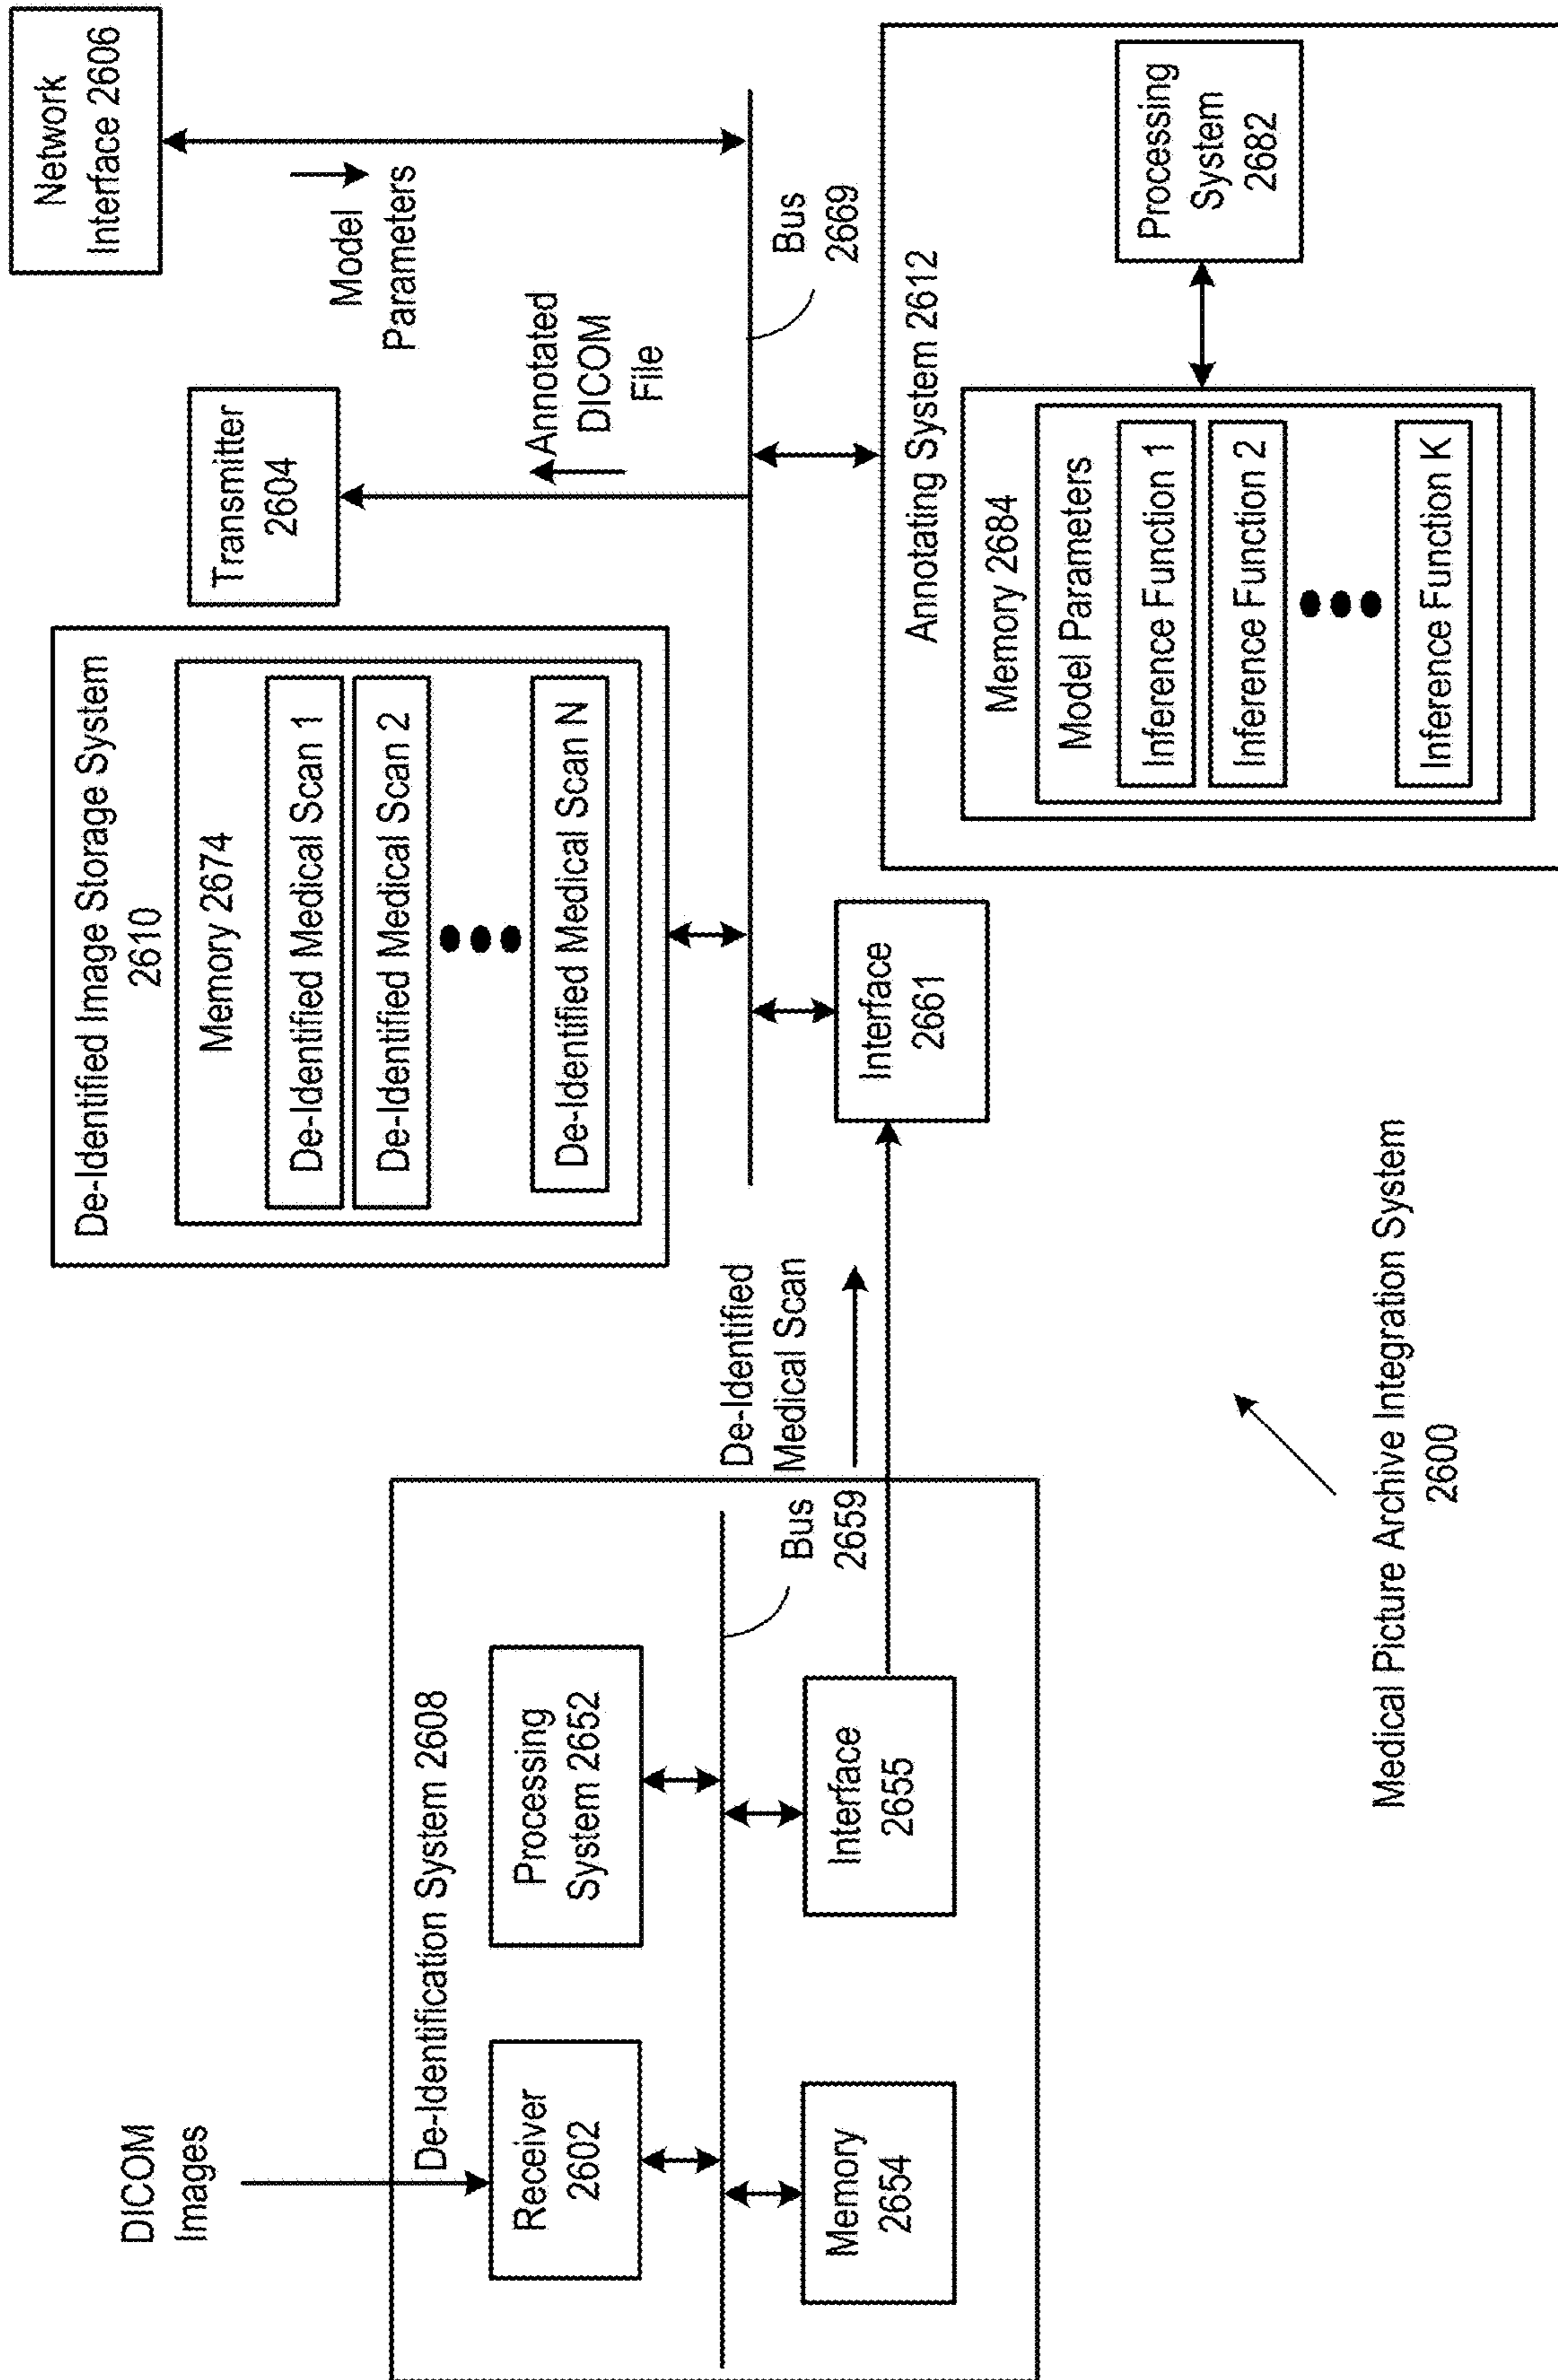 DICOM
Images
De-Identification System 2608
Receiver
2602
Processing
System 2652
Bus
2659
Memory
2654
Interface
2655
De-Identified
Medical Scan
De-Identified Image Storage System
2610
Memory 2674
De-Identified Medical Scan 1
De-Identified Medical Scan 2
De-Identified Medical Scan N
Interface
2661
Transmitter
2604
Annotated
DICOM
File
Network
Interface 2606
Model
Parameters
Bus
2669
Annotating System 2612
Memory 2684
Model Parameters
Inference Function 1
Inference Function 2
Inference Function K
Processing
System
2682
Medical Picture Archive Integration System
2600